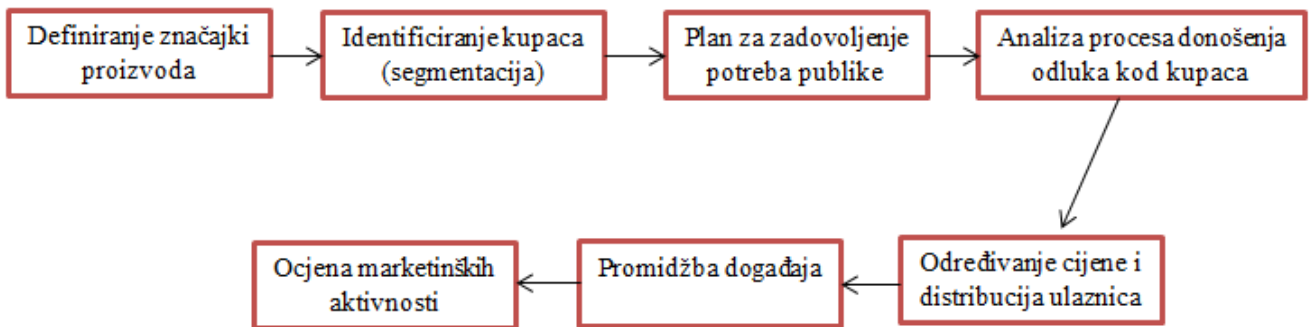 Definiranje značajki
proizvoda
Identificiranje kupaca
(segmentacija)
Plan za zadovoljenje
potreba publike
Analiza procesa donošenja
odluka kod kupaca
Određivanje cijene i
distribucija ulaznica
Promidžba događaja
Ocjena marketinških
aktivnosti